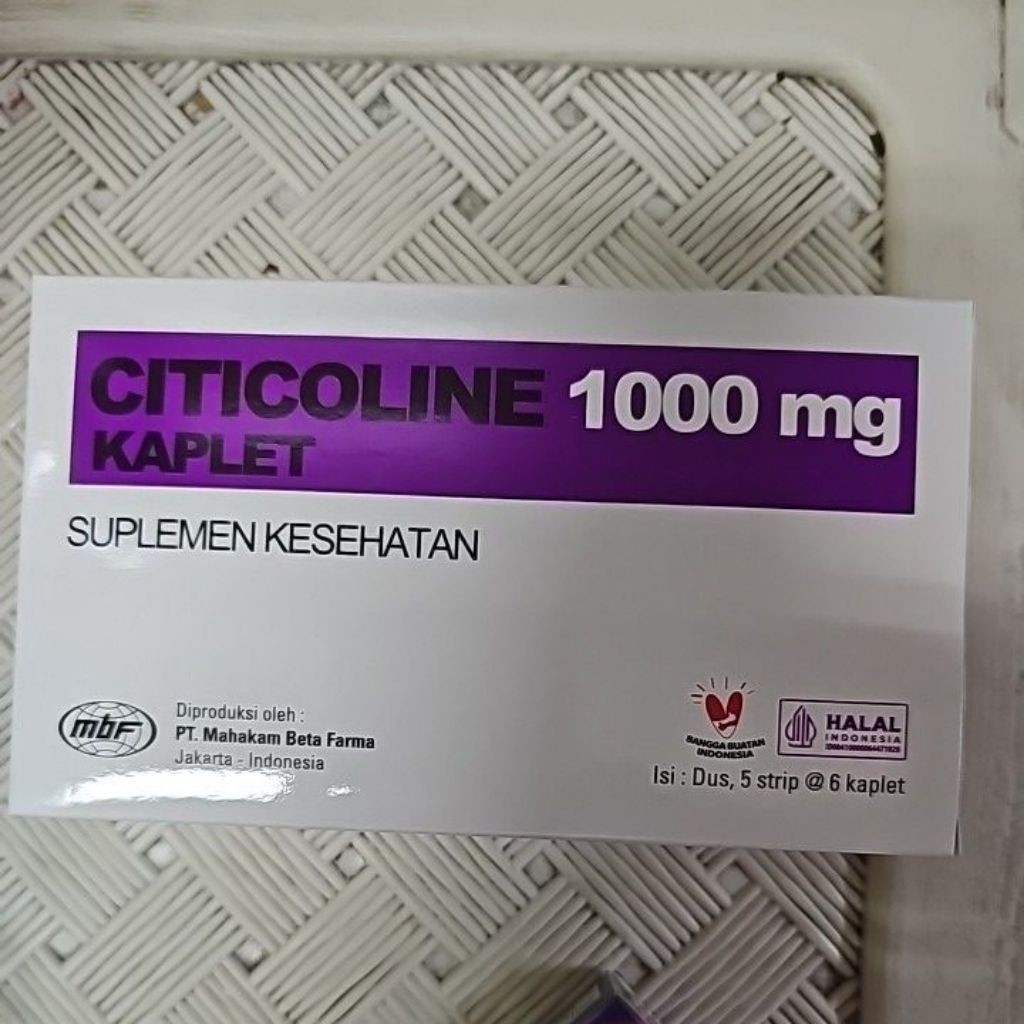 CITICOLINE 1000 mg
KAPLET
SUPLEMEN KESEHATAN
mbf
Diproduksi oleh :
PT. Mahakam Beta Farma
Jakarta - Indonesia
BANGGA BUATAN
INDONESIA
HALAL
INDONESIA
Isi : Dus, 5 strip @ 6 kaplet